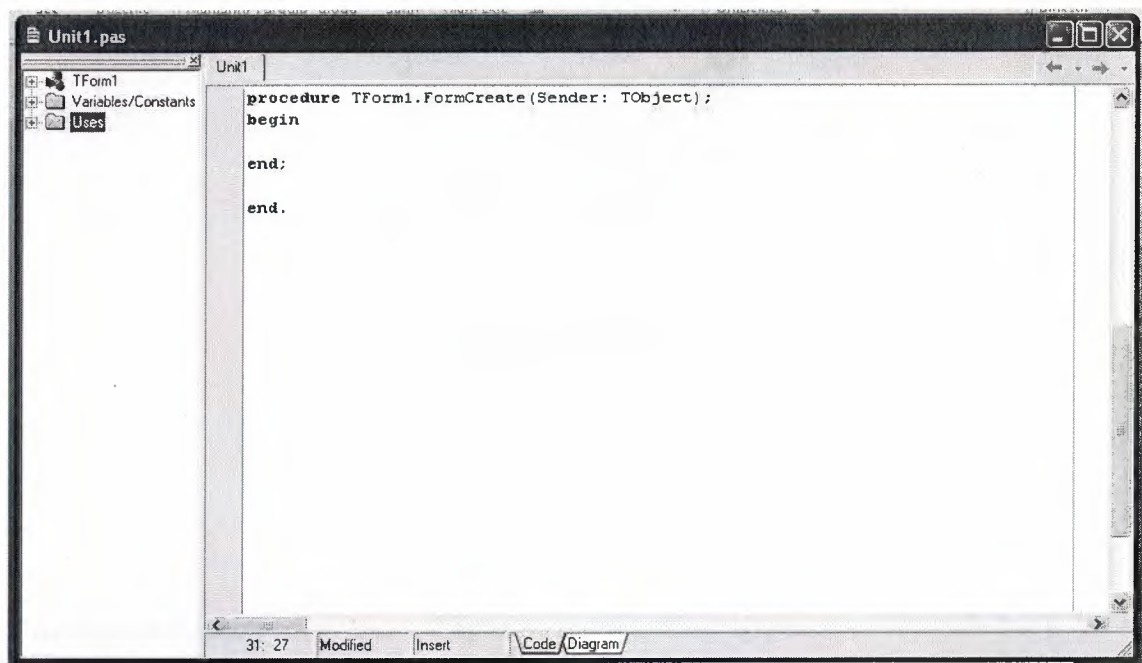 Unit1.pas
TForm1
Variables/Constants
Uses
Unit1
procedure TForm1.FormCreate(Sender: TObject);
begin
end;
end.
31: 27 Modified Insert Code Diagram